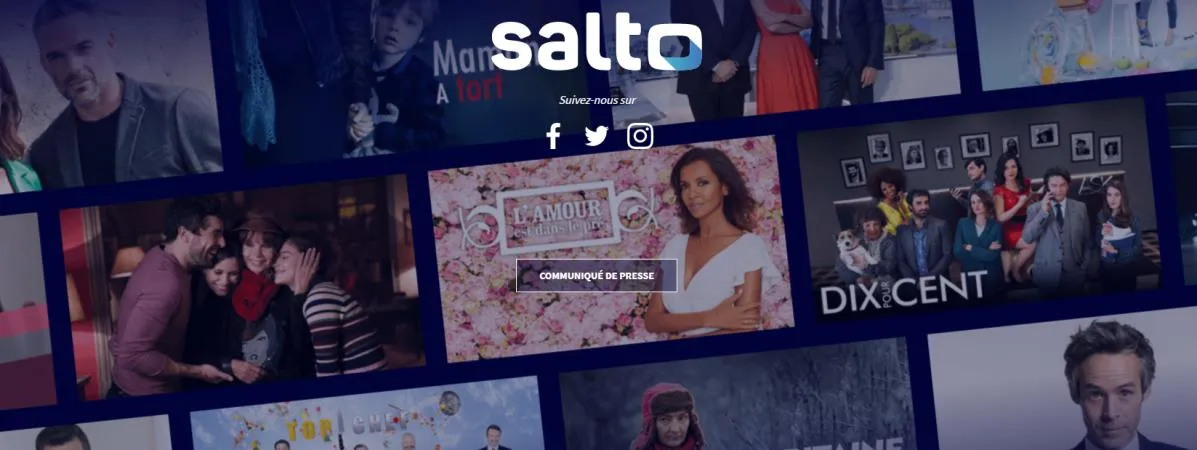 salto
Maman
A tort
Suivez-nous sur
L'AMOUR
est dans le pré
COMMUNIQUÉ DE PRESSE
DIX POUR CENT
TOP CHEF